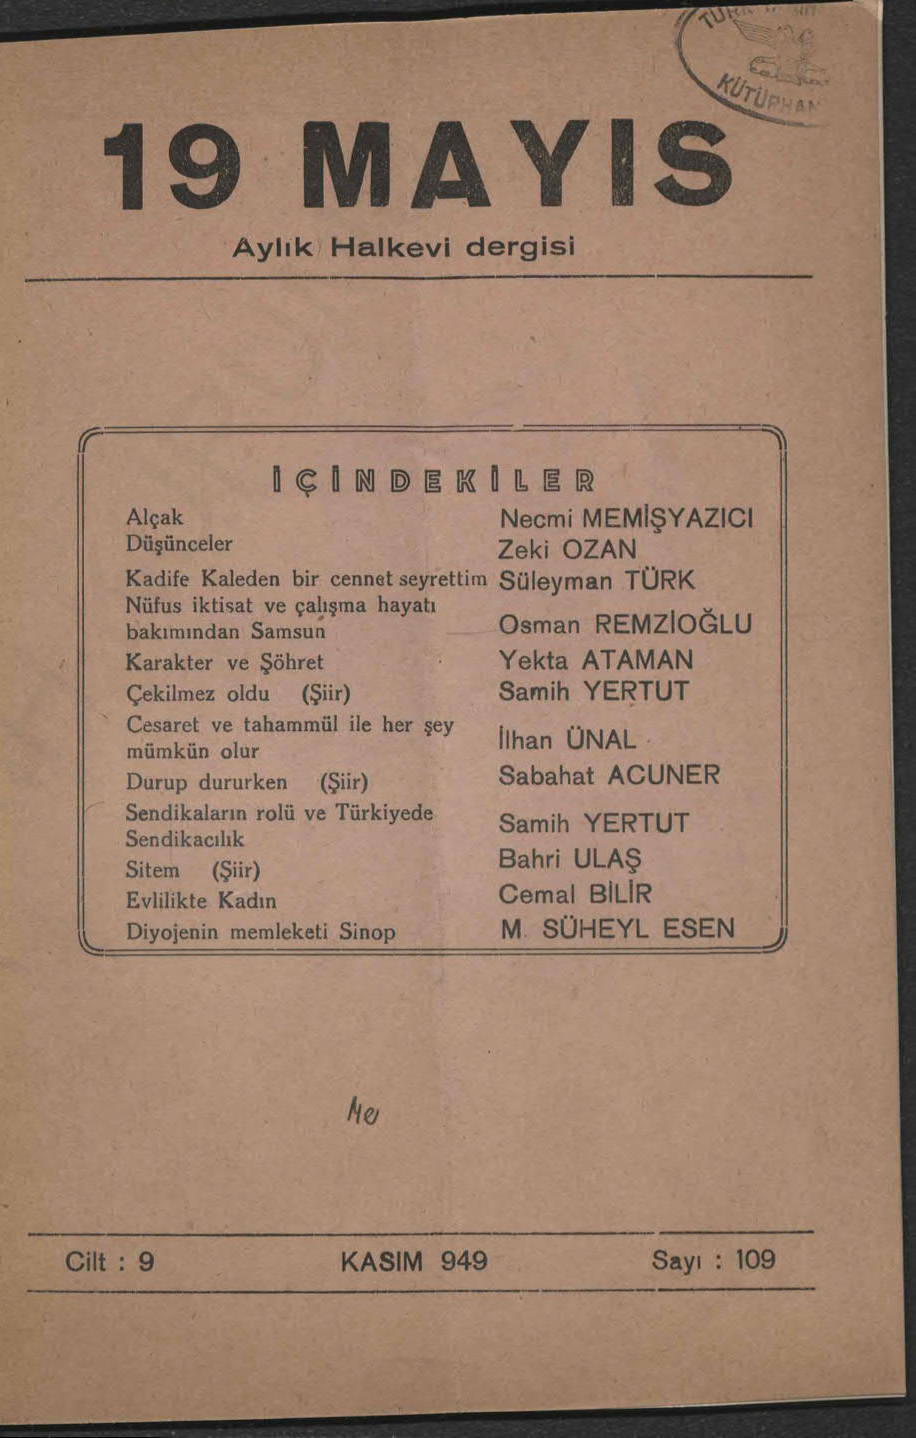 KÜTÜPHAN
19 MAYIS
Aylık Halkevi dergisi
İÇİNDEKİLER
Alçak Necmi MEMİŞYAZICI
Düşünceler Zeki OZAN
Kadife Kaleden bir cennet seyrettim Süleyman TÜRK
Nüfus iktisat ve çalışma hayatı
bakımından Samsun Osman REMZİOĞLU
Karakter ve Şöhret Yekta ATAMAN
Çekilmez oldu (Şiir) Samih YERTUT
Cesaret ve tahammül ile her şey
mümkün olur İlhan ÜNAL
Durup dururken (Şiir) Sabahat ACUNER
Sendikaların rolü ve Türkiyede
Sendikacılık Samih YERTUT
Sitem (Şiir) Bahri ULAŞ
Evlilikte Kadın Cemal BİLİR
Diyojenin memleketi Sinop M. SÜHEYL ESEN
Cilt : 9 KASIM 949 Sayı : 109